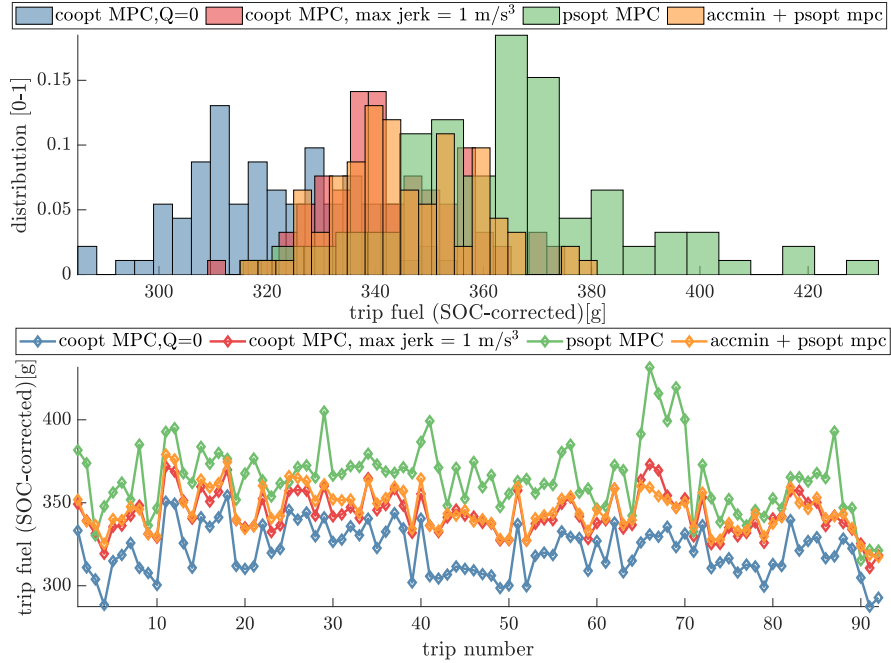 coopt MPC,Q=0 coopt MPC, max jerk = 1 m/s³ psopt MPC accmin + psopt mpc
distribution [0-1]
0.15
0.1
0.05
0
300 320 340 360 380 400 420
trip fuel (SOC-corrected)[g]
coopt MPC,Q=0 coopt MPC, max jerk = 1 m/s³ psopt MPC accmin + psopt mpc
trip fuel (SOC-corrected)[g]
400
350
300
10 20 30 40 50 60 70 80 90
trip number